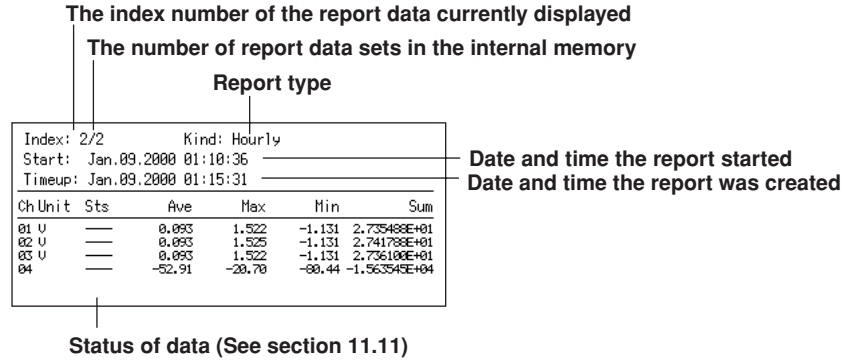 The index number of the report data currently displayed
The number of report data sets in the internal memory
Report type
Index: 2/2 Kind: Hourly
Start: Jan.09.2000 01:10:36
Date and time the report started
Timeup: Jan.09.2000 01:15:31
Date and time the report was created
Ch Unit Sts Ave Max Min Sum
01 V —— 0.093 1.522 -1.131 2.735488E+01
02 V —— 0.093 1.525 -1.131 2.741788E+01
03 V —— 0.093 1.522 -1.131 2.736100E+01
04 —— -52.91 -20.70 -80.44 -1.563545E+04
Status of data (See section 11.11)